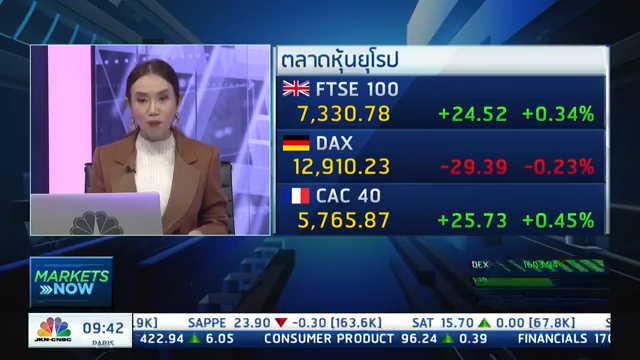 ตลาดหุ้นยุโรป
FTSE 100
7,330.78 +24.52 +0.34%
DAX
12,910.23 -29.39 -0.23%
CAC 40
5,765.87 +25.73 +0.45%
MARKETS
NOW
JKN-CNBC
09:42
PARIS
.9K] SAPPE 23.90 ▼ -0.30 [163.6K] SAT 15.70 ▲ 0.00 [67.8K] S
422.94 ▲ 6.05 CONSUMER PRODUCT 96.24 ▲ 0.39 FINANCIALS 170